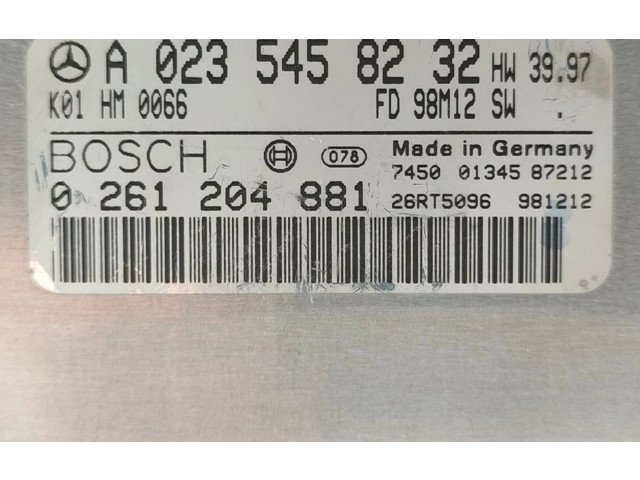 A 023 545 82 32 HW 39.97
K01 HM 0066 FD 98M12 SW .
BOSCH 078 Made in Germany
7450 01345 87212
0 261 204 881 26RT5096 981212